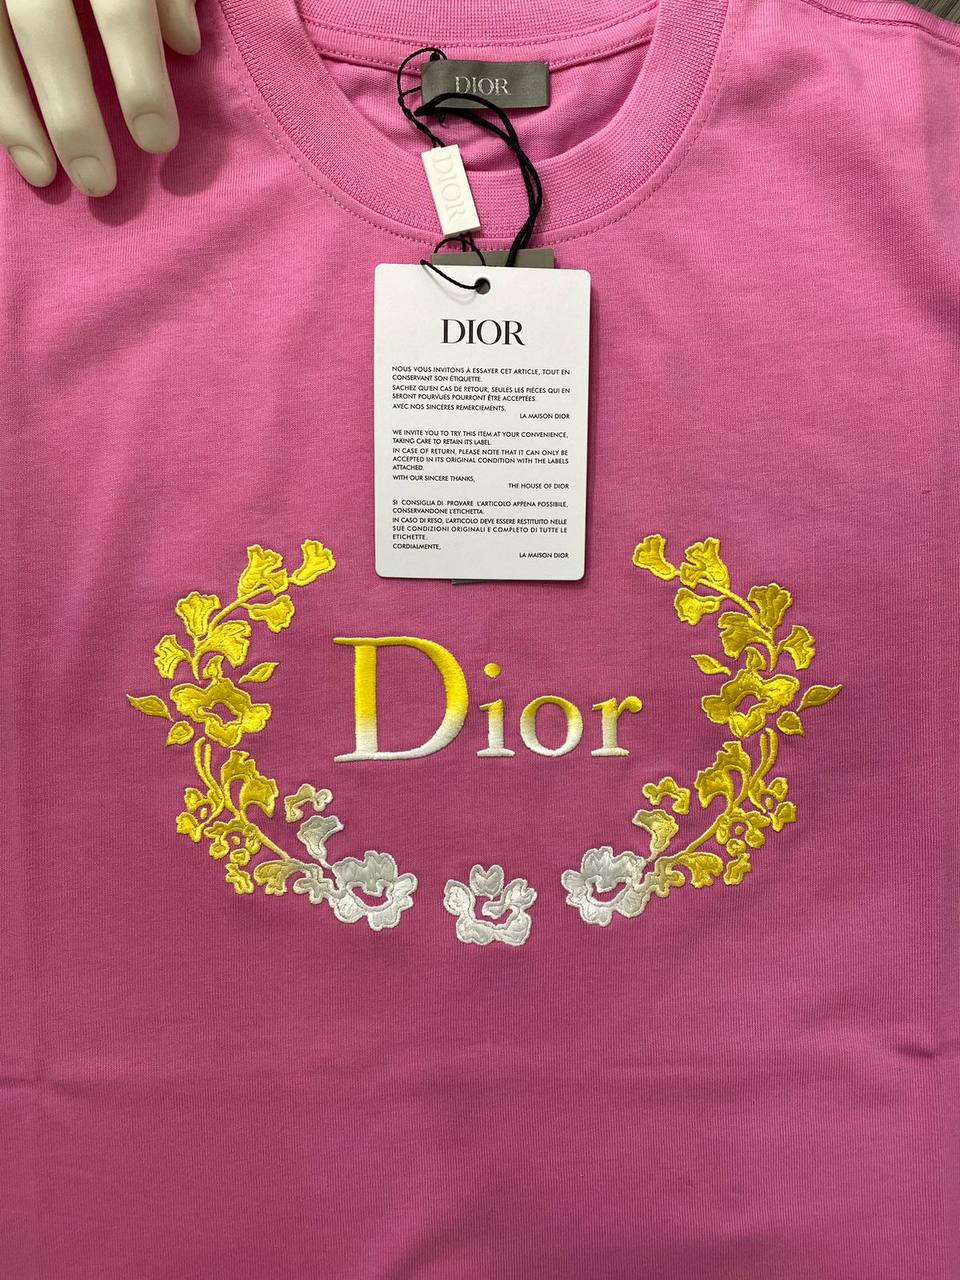 DIOR
DIOR
DIOR
NOUS VOUS INVITONS À ESSAYER CET ARTICLE, TOUT EN
CONSERVANT SON ÉTIQUETTE.
SACHEZ QU'EN CAS DE RETOUR, SEULES LES PIÈCES QUI EN
SERONT POURVUES POURRONT ÊTRE ACCEPTÉES.
AVEC NOS SINCÈRES REMERCIEMENTS,
LA MAISON DIOR
WE INVITE YOU TO TRY THIS ITEM AT YOUR CONVENIENCE,
TAKING CARE TO RETAIN ITS LABEL.
IN CASE OF RETURN, PLEASE NOTE THAT IT CAN ONLY BE
ACCEPTED IN ITS ORIGINAL CONDITION WITH THE LABELS
ATTACHED.
WITH OUR SINCERE THANKS,
THE HOUSE OF DIOR
SI CONSIGLIA DI PROVARE L'ARTICOLO APPENA POSSIBILE,
CONSERVANDONE L'ETICHETTA.
IN CASO DI RESO, L'ARTICOLO DEVE ESSERE RESTITUITO NELLE
SUE CONDIZIONI ORIGINALI E COMPLETO DI TUTTE LE
ETICHETTE.
CORDIALMENTE,
LA MAISON DIOR
Dior